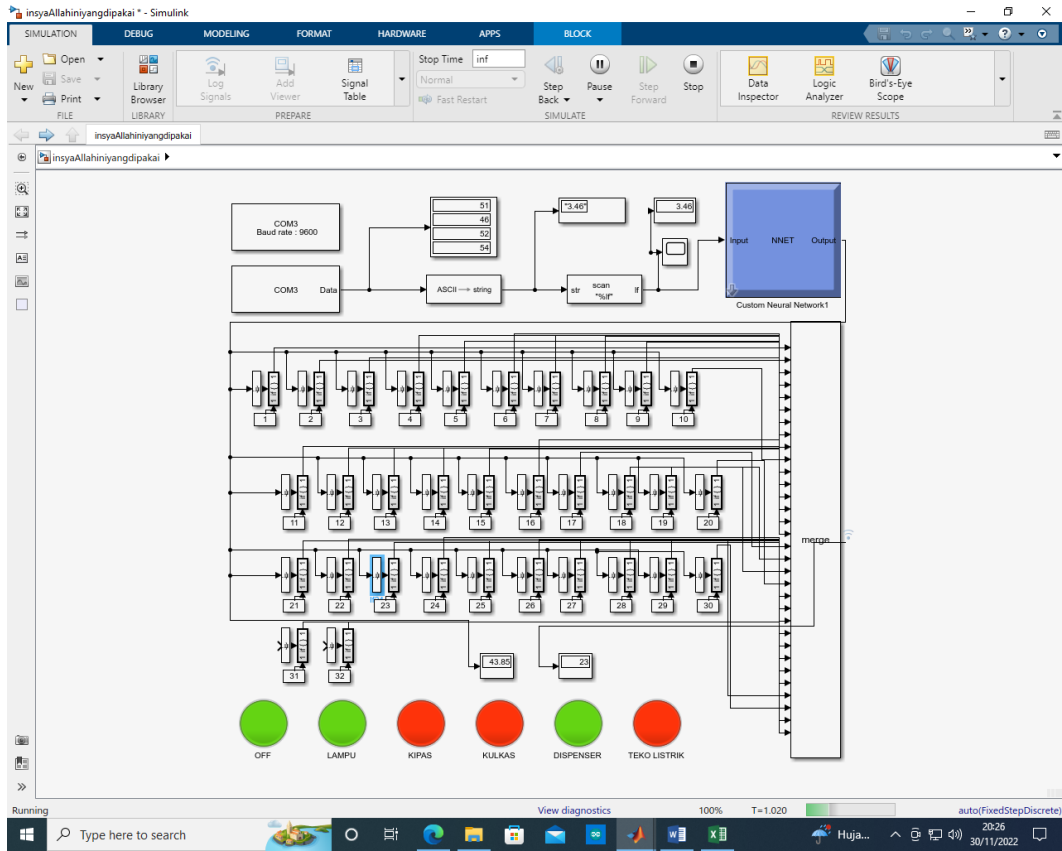 insyaAllahiniyangdipakai * - Simulink
SIMULATION DEBUG MODELING FORMAT HARDWARE APPS BLOCK
New
Open
Save
Print
FILE
Library Browser
LIBRARY
Log Signals
Add Viewer
Signal Table
PREPARE
Stop Time inf
Normal
Fast Restart
Step Back
Pause
Step Forward
Stop
SIMULATE
Data Inspector
Logic Analyzer
Bird's-Eye Scope
REVIEW RESULTS
insyaAllahiniyangdipakai
insyaAllahiniyangdipakai
COM3
Baud rate : 9600
51
46
52
54
"3.46"
3.46
COM3 Data
ASCII → string
str scan "%lf" lf
Input NNET Output
Custom Neural Network1
1 2 3 4 5 6 7 8 9 10
11 12 13 14 15 16 17 18 19 20
merge
21 22 23 24 25 26 27 28 29 30
31 32
43.85
23
OFF LAMPU KIPAS KULKAS DISPENSER TEKO LISTRIK
Running View diagnostics 100% T=1.020 auto(FixedStepDiscrete)
Type here to search
Huja...
20:26
30/11/2022